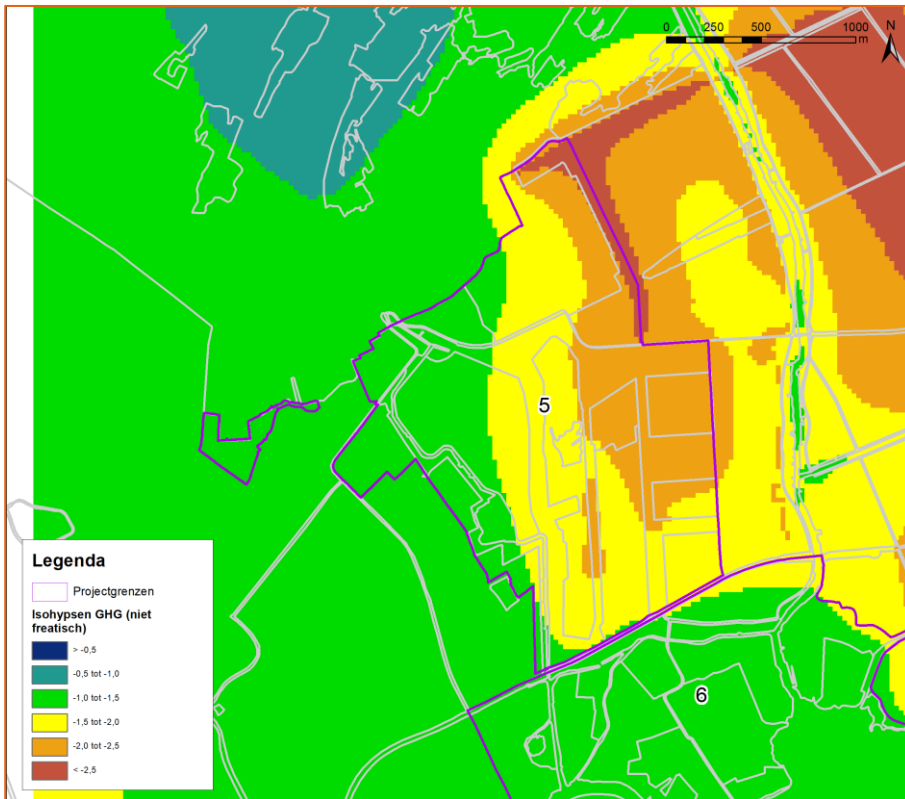 0 250 500 1000
m
N
5
6
Legenda
Projectgrenzen
Isohypsen GHG (niet
freatisch)
> -0,5
-0,5 tot -1,0
-1,0 tot -1,5
-1,5 tot -2,0
-2,0 tot -2,5
< -2,5